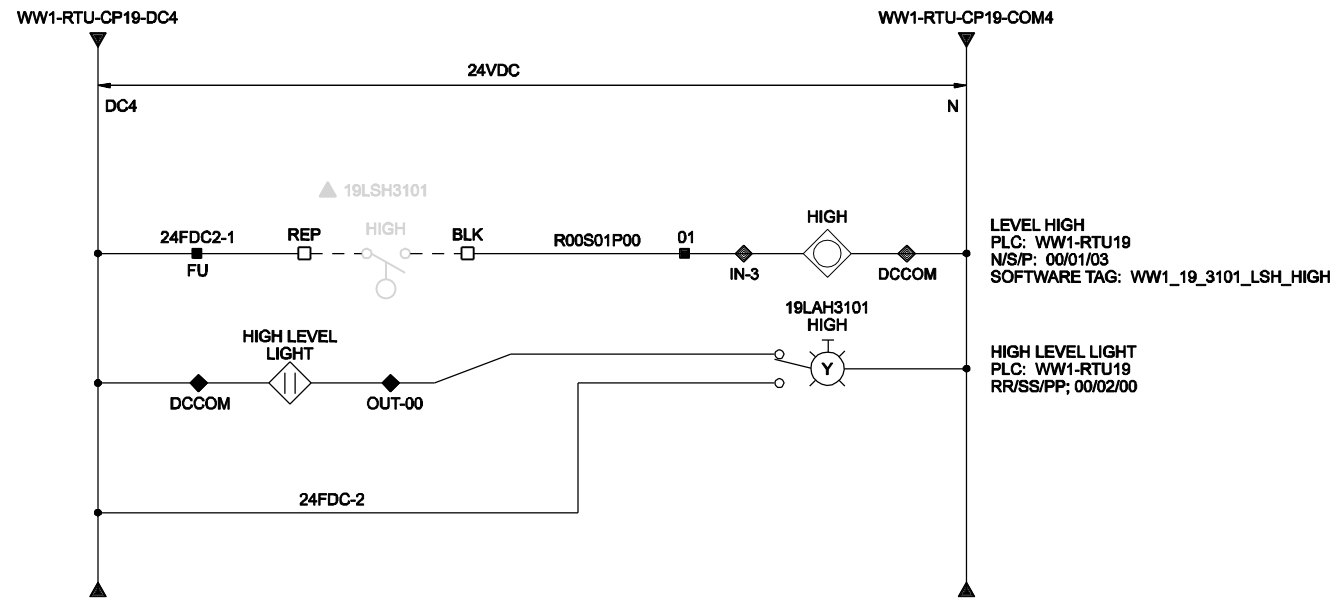 WW1-RTU-CP19-DC4
WW1-RTU-CP19-COM4
24VDC
DC4
N
19LSH3101
HIGH
24FDC2-1
FU
REP
BLK
R00S01P00
01
IN-3
HIGH
DCCOM
LEVEL HIGH
PLC: WW1-RTU19
N/S/P: 00/01/03
SOFTWARE TAG: WW1_19_3101_LSH_HIGH
HIGH LEVEL
LIGHT
DCCOM
OUT-00
19LAH3101
HIGH
Y
HIGH LEVEL LIGHT
PLC: WW1-RTU19
RR/SS/PP; 00/02/00
24FDC-2